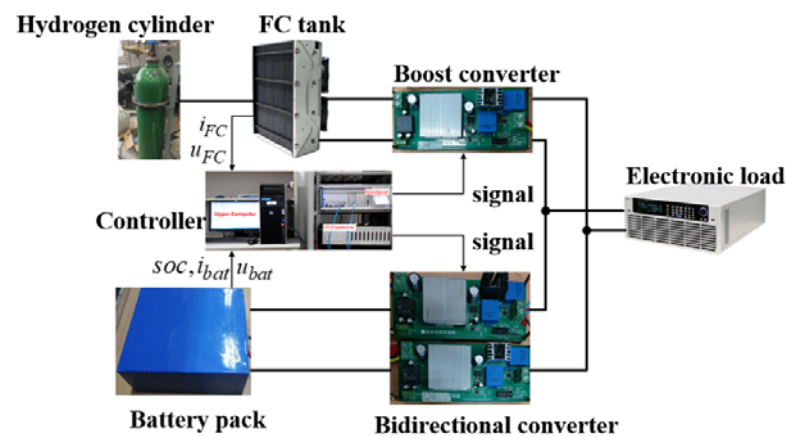 Hydrogen cylinder
FC tank
Boost converter
i_FC
u_FC
Electronic load
signal
Upper Computer
Controller
signal
soc, i_bat u_bat
Battery pack
Bidirectional converter